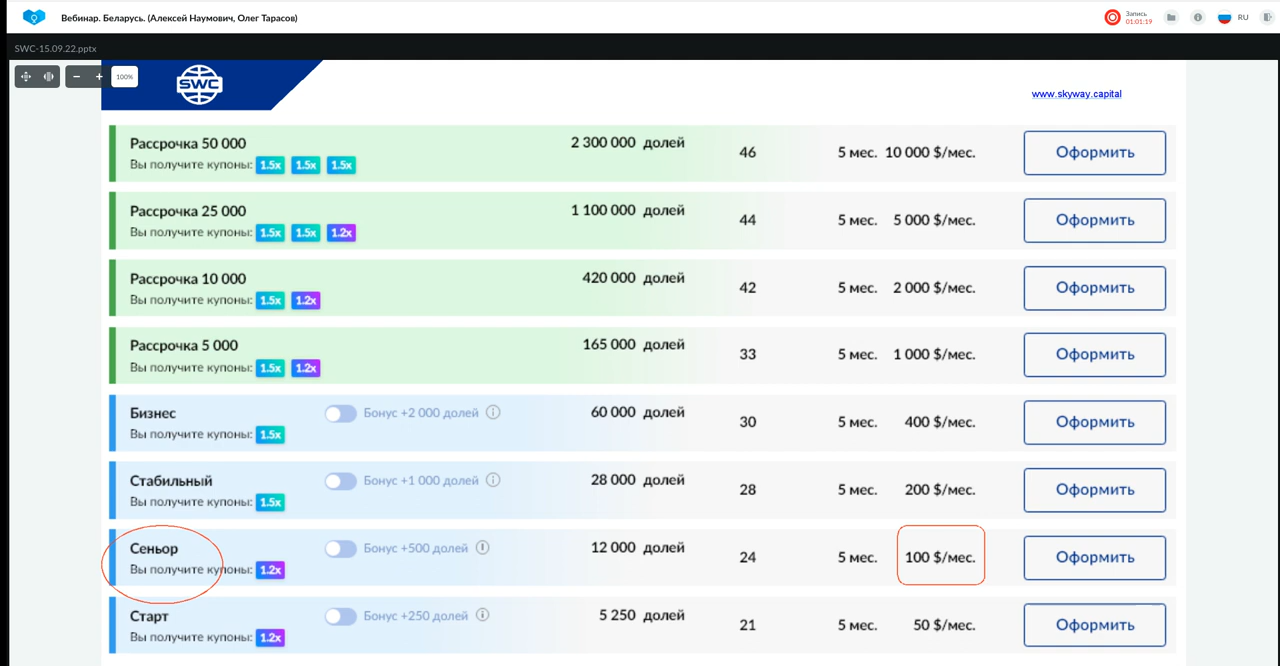 Вебинар. Беларусь. (Алексей Наумович, Олег Тарасов)
Запись
01:01:19
RU
SWC-15.09.22.pptx
100%
SWC
www.skyway.capital
Рассрочка 50 000
2 300 000 долей
46
5 мес. 10 000 $/мес.
Оформить
Вы получите купоны: 1.5x 1.5x 1.5x
Рассрочка 25 000
1 100 000 долей
44
5 мес. 5 000 $/мес.
Оформить
Вы получите купоны: 1.5x 1.5x 1.2x
Рассрочка 10 000
420 000 долей
42
5 мес. 2 000 $/мес.
Оформить
Вы получите купоны: 1.5x 1.2x
Рассрочка 5 000
165 000 долей
33
5 мес. 1 000 $/мес.
Оформить
Вы получите купоны: 1.5x 1.2x
Бизнес
Бонус +2 000 долей
60 000 долей
30
5 мес. 400 $/мес.
Оформить
Вы получите купоны: 1.5x
Стабильный
Бонус +1 000 долей
28 000 долей
28
5 мес. 200 $/мес.
Оформить
Вы получите купоны: 1.5x
Сеньор
Бонус +500 долей
12 000 долей
24
5 мес. 100 $/мес.
Оформить
Вы получите купоны: 1.2x
Старт
Бонус +250 долей
5 250 долей
21
5 мес. 50 $/мес.
Оформить
Вы получите купоны: 1.2x